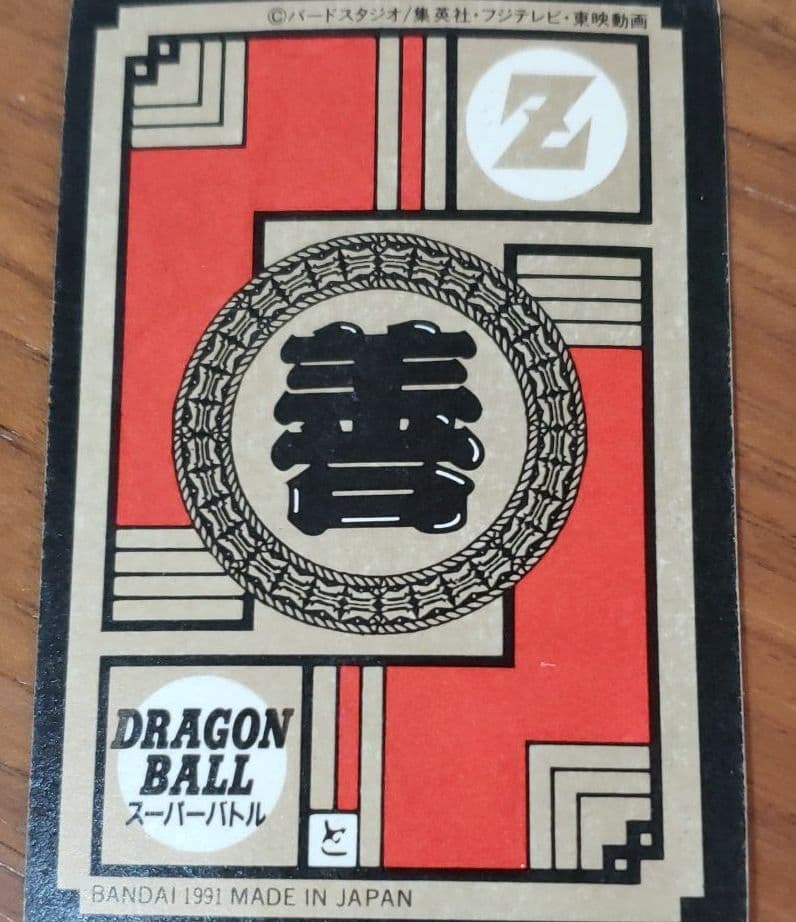 ©バードスタジオ/集英社・フジテレビ・東映動画
Z
善
DRAGON
BALL
スーパーバトル
と
BANDAI 1991 MADE IN JAPAN